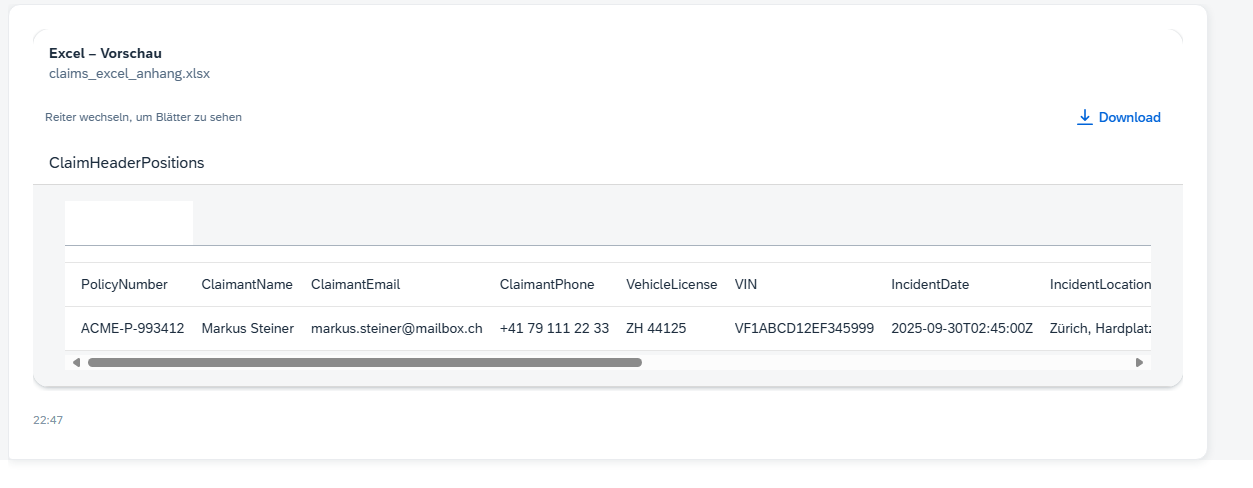 Excel – Vorschau
claims_excel_anhang.xlsx
Reiter wechseln, um Blätter zu sehen
Download
ClaimHeaderPositions
PolicyNumber ClaimantName ClaimantEmail ClaimantPhone VehicleLicense VIN IncidentDate IncidentLocation
ACME-P-993412 Markus Steiner markus.steiner@mailbox.ch +41 79 111 22 33 ZH 44125 VF1ABCD12EF345999 2025-09-30T02:45:00Z Zürich, Hardplatz
22:47